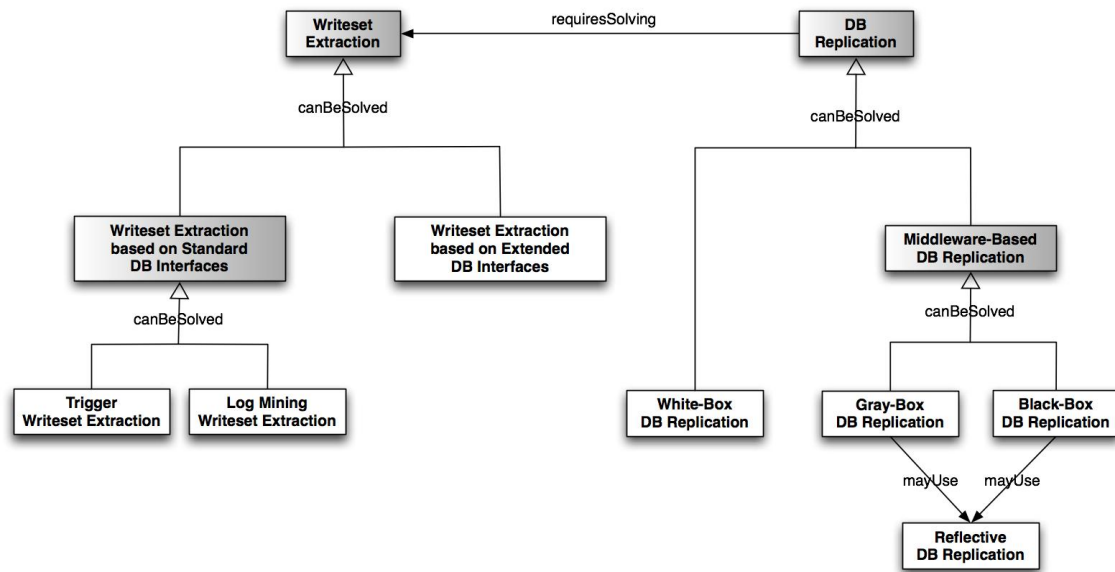 Writeset
Extraction
requiresSolving
DB
Replication
canBeSolved
canBeSolved
Writeset Extraction
based on Standard
DB Interfaces
Writeset Extraction
based on Extended
DB Interfaces
Middleware-Based
DB Replication
canBeSolved
canBeSolved
Trigger
Writeset Extraction
Log Mining
Writeset Extraction
White-Box
DB Replication
Gray-Box
DB Replication
Black-Box
DB Replication
mayUse
mayUse
Reflective
DB Replication